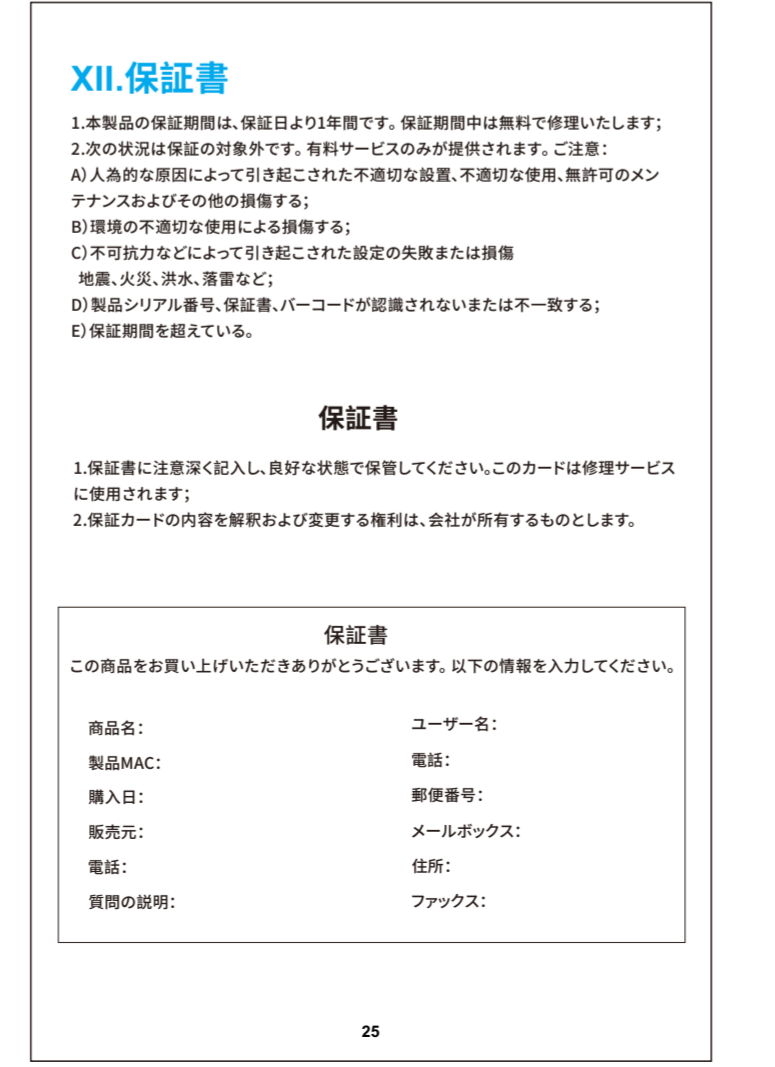 XII.保証書
1.本製品の保証期間は、保証日より1年間です。保証期間中は無料で修理いたします；
2.次の状況は保証の対象外です。有料サービスのみが提供されます。ご注意：
A）人為的な原因によって引き起こされた不適切な設置、不適切な使用、無許可のメン
テナンスおよびその他の損傷する；
B）環境の不適切な使用による損傷する；
C）不可抗力などによって引き起こされた設定の失敗または損傷
地震、火災、洪水、落雷など；
D）製品シリアル番号、保証書、バーコードが認識されないまたは不一致する；
E）保証期間を超えている。
保証書
1.保証書に注意深く記入し、良好な状態で保管してください。このカードは修理サービス
に使用されます；
2.保証カードの内容を解釈および変更する権利は、会社が所有するものとします。
保証書
この商品をお買い上げいただきありがとうございます。以下の情報を入力してください。
商品名： ユーザー名：
製品MAC： 電話：
購入日： 郵便番号：
販売元： メールボックス：
電話： 住所：
質問の説明： ファックス：
25